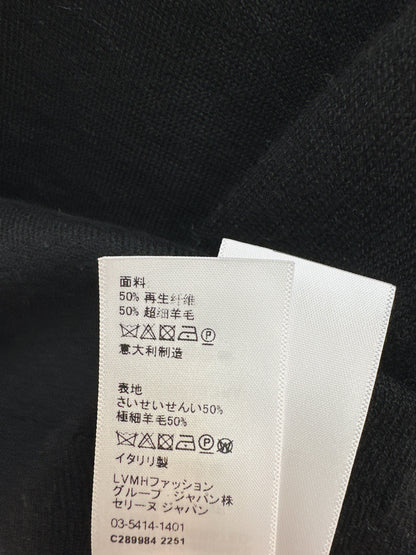 面料
50% 再生纤维
50% 超细羊毛
意大利制造
表地
さいせいせんい50%
極細羊毛50%
イタリリ製
LVMHファッション
グループ ジャパン株
セリーヌ ジャパン
03-5414-1401
C289984 2251